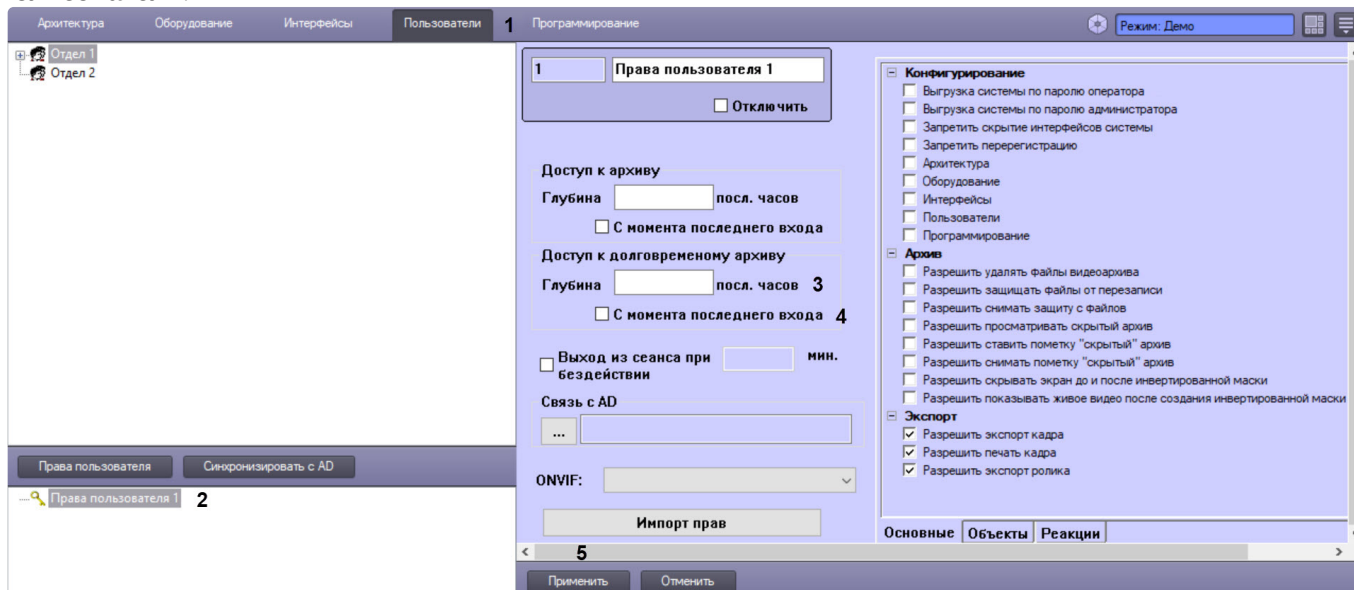 Архитектура Оборудование Интерфейсы Пользователи 1 Программирование Режим: Демо
Отдел 1
Отдел 2
Права пользователя Синхронизировать с AD
Права пользователя 1 2
1 Права пользователя 1
Отключить
Доступ к архиву
Глубина посл. часов
С момента последнего входа
Доступ к долговременому архиву
Глубина посл. часов 3
С момента последнего входа 4
Выход из сеанса при мин.
бездействии
Связь с AD
...
ONVIF:
Импорт прав
5
Применить Отменить
Конфигурирование
Выгрузка системы по паролю оператора
Выгрузка системы по паролю администратора
Запретить скрытие интерфейсов системы
Запретить перерегистрацию
Архитектура
Оборудование
Интерфейсы
Пользователи
Программирование
Архив
Разрешить удалять файлы видеоархива
Разрешить защищать файлы от перезаписи
Разрешить снимать защиту с файлов
Разрешить просматривать скрытый архив
Разрешить ставить пометку "скрытый" архив
Разрешить снимать пометку "скрытый" архив
Разрешить скрывать экран до и после инвертированной маски
Разрешить показывать живое видео после создания инвертированной маски
Экспорт
Разрешить экспорт кадра
Разрешить печать кадра
Разрешить экспорт ролика
Основные Объекты Реакции